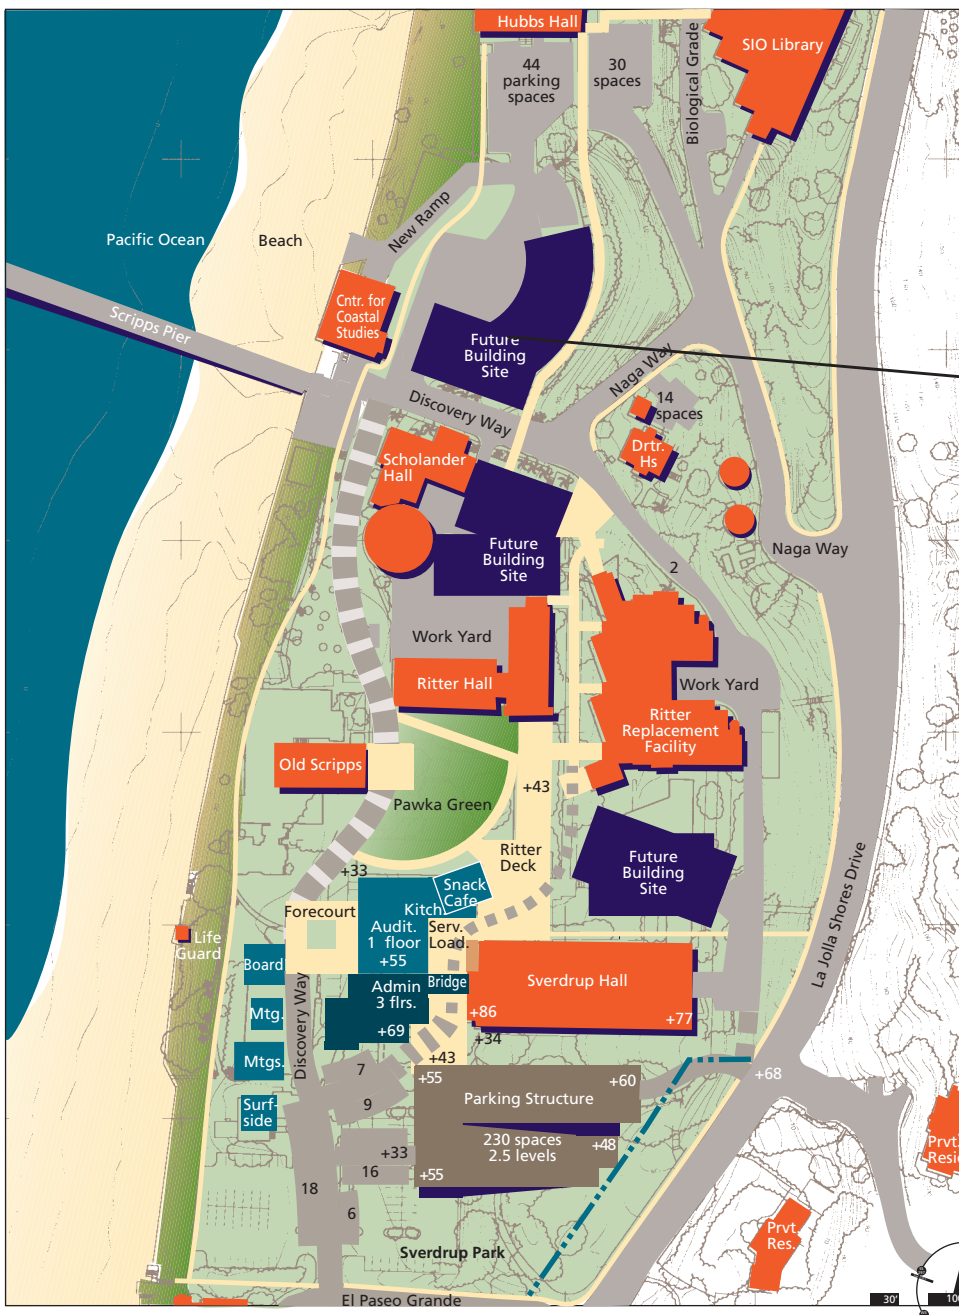 Hubbs Hall
SIO Library
44
parking
spaces
30
spaces
Biological Grade
New Ramp
Pacific Ocean
Beach
Scripps Pier
Cntr. for
Coastal
Studies
Future
Building
Site
Naga Way
14
spaces
Discovery Way
Drtr.
Hs
Scholander
Hall
Naga Way
Future
Building
Site
2
Work Yard
Ritter Hall
Work Yard
Ritter
Replacement
Facility
Old Scripps
+43
Pawka Green
Ritter
Deck
Future
Building
Site
La Jolla Shores Drive
+33
Snack
Cafe
Kitch.
Forecourt
Audit.
1 floor
+55
Serv.
Load.
Life
Guard
Board
Bridge
Sverdrup Hall
Admin
3 flrs.
+69
+86
+77
Mtg.
Discovery Way
+34
+43
Mtgs.
7
+55
+60
+68
Parking Structure
9
Surf-
side
230 spaces
2.5 levels
+48
+33
16
+55
18
6
Prvt.
Resi
Prvt.
Res.
Sverdrup Park
El Paseo Grande
30'
10